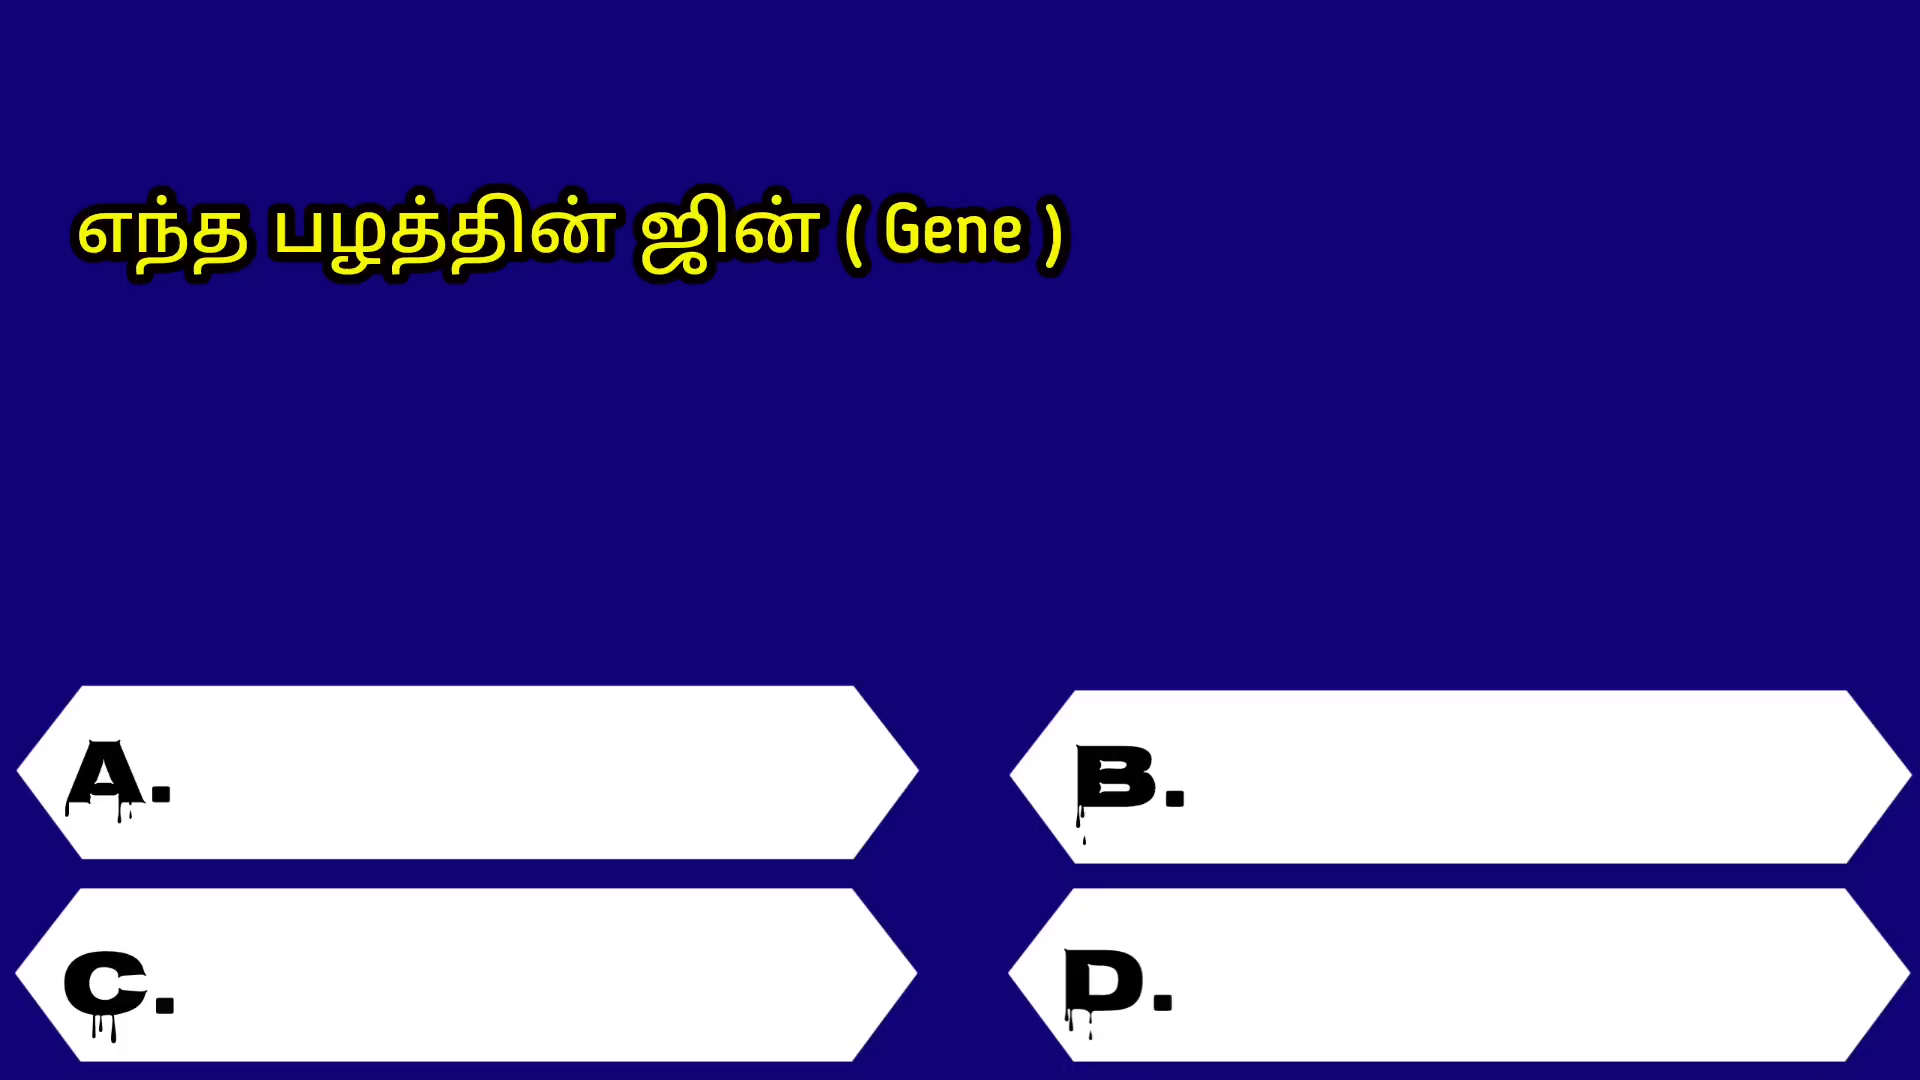 எந்த பழத்தின் ஜின் ( Gene )
A.
B.
C.
D.